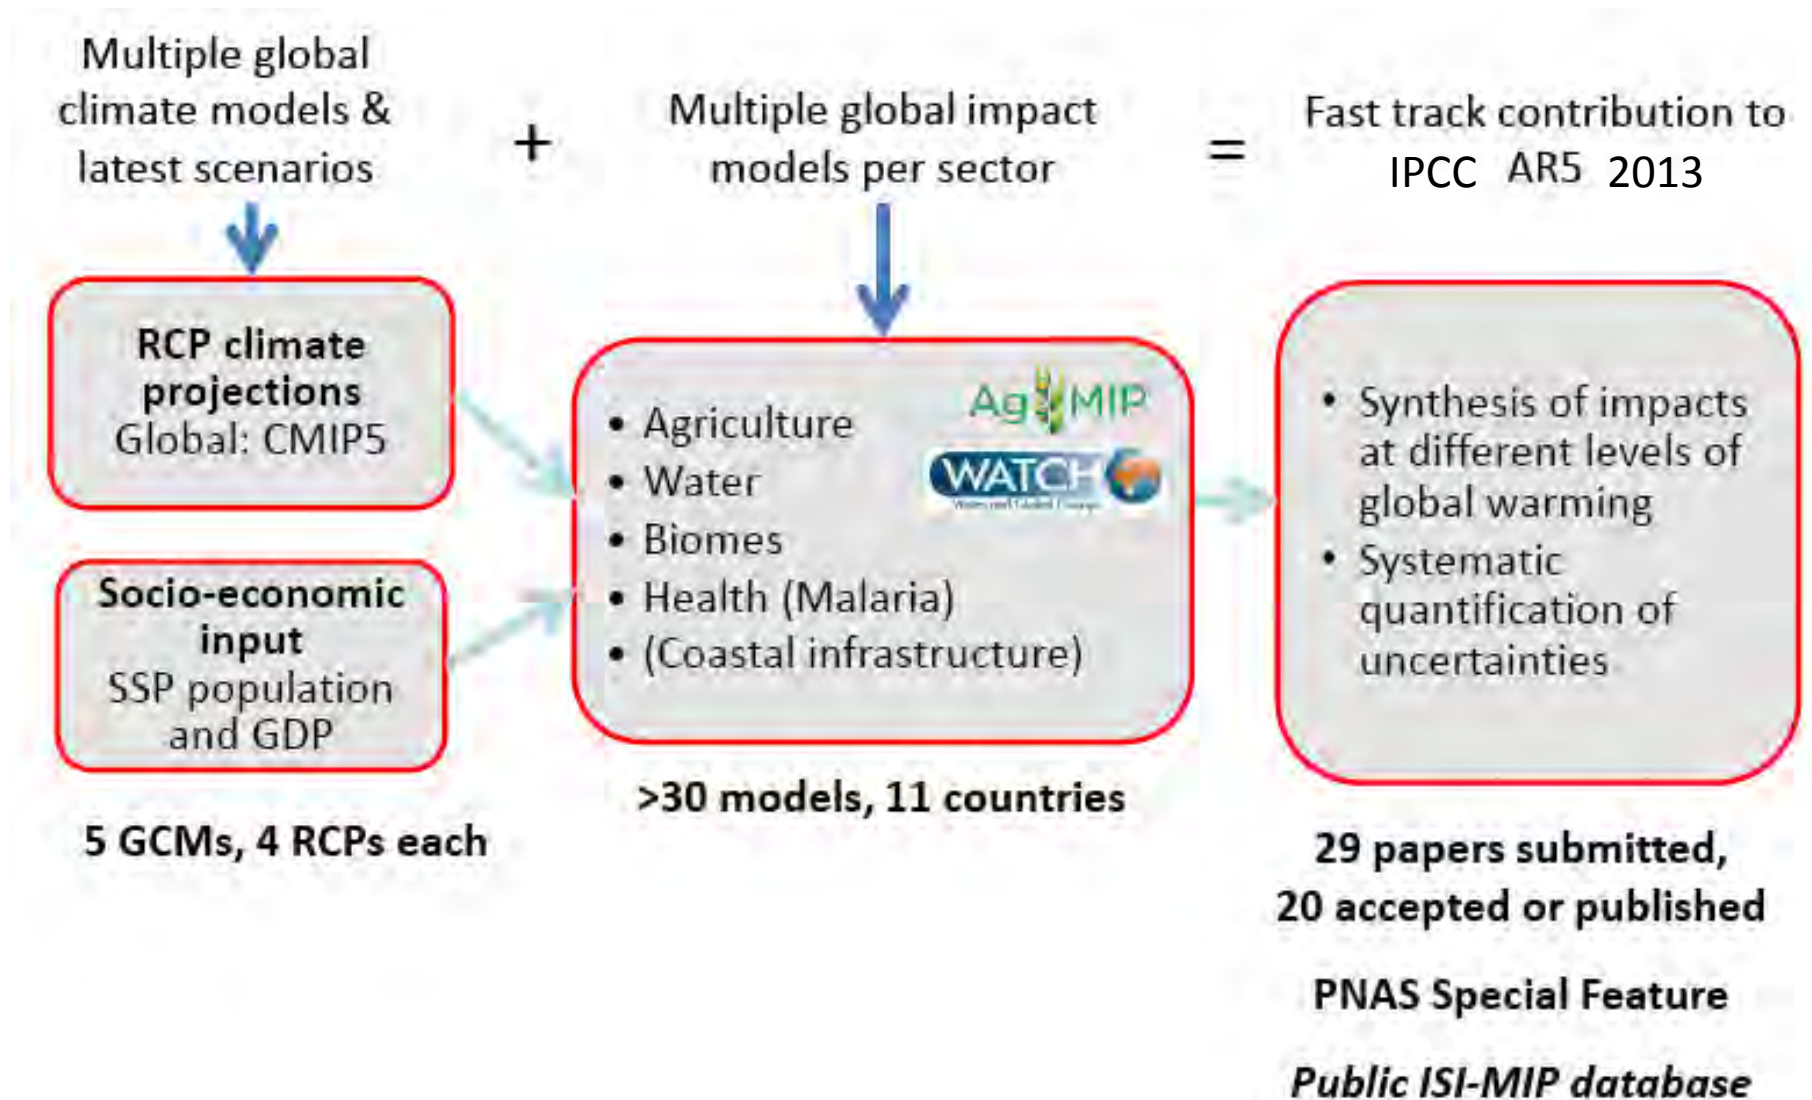 Multiple global
climate models &
latest scenarios
+
Multiple global impact
models per sector
=
Fast track contribution to
IPCC AR5 2013
RCP climate
projections
Global: CMIP5
Socio-economic
input
SSP population
and GDP
5 GCMs, 4 RCPs each
AgMIP
WATCH
Water and Global Change
• Agriculture
• Water
• Biomes
• Health (Malaria)
• (Coastal infrastructure)
>30 models, 11 countries
• Synthesis of impacts
at different levels of
global warming
• Systematic
quantification of
uncertainties
29 papers submitted,
20 accepted or published
PNAS Special Feature
Public ISI-MIP database